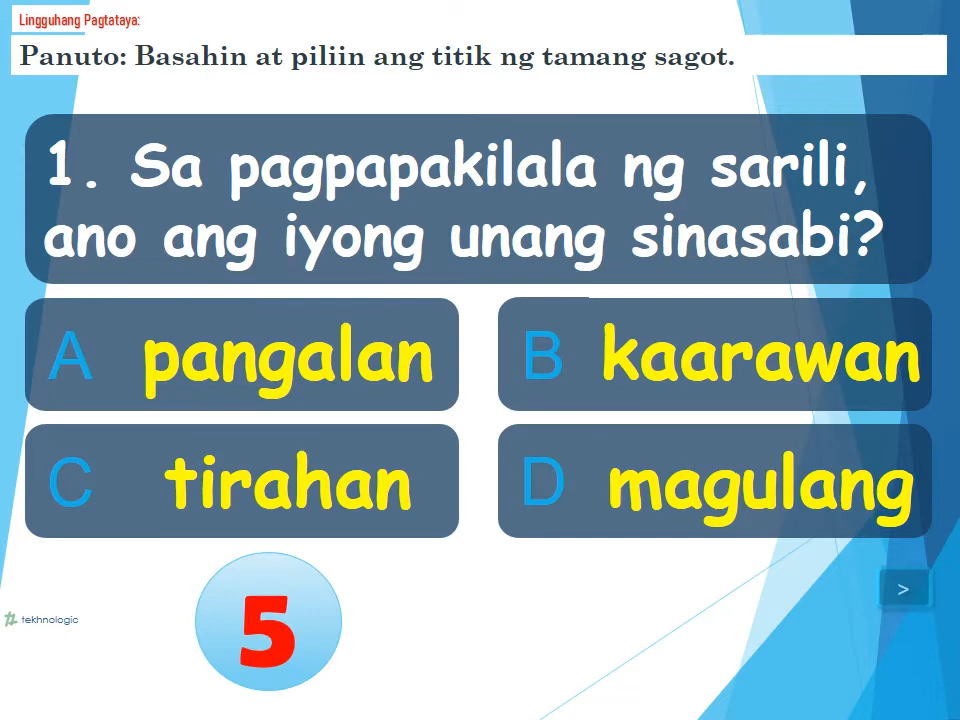 Lingguhang Pagtataya:
Panuto: Basahin at piliin ang titik ng tamang sagot.
1. Sa pagpapakilala ng sarili,
ano ang iyong unang sinasabi?
A pangalan
B kaarawan
C tirahan
D magulang
5
>
tekhnologic